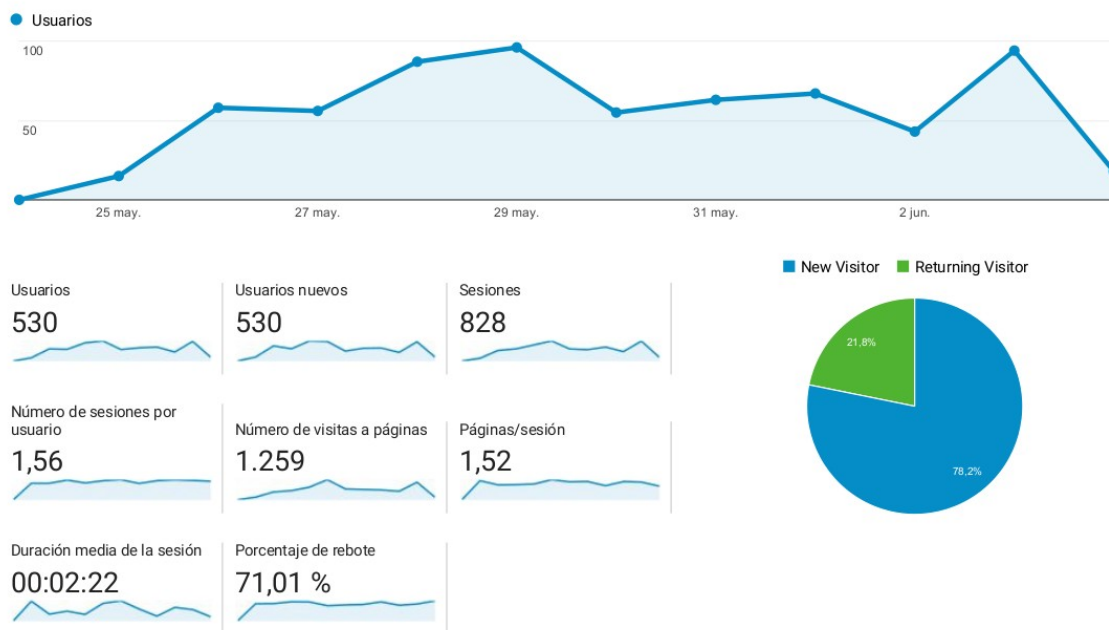 Usuarios
100
50
25 may.
27 may.
29 may.
31 may.
2 jun.
New Visitor
Returning Visitor
Usuarios
530
Usuarios nuevos
530
Sesiones
828
Número de sesiones por
usuario
1,56
Número de visitas a páginas
1.259
Páginas/sesión
1,52
21,8%
78,2%
Duración media de la sesión
00:02:22
Porcentaje de rebote
71,01 %